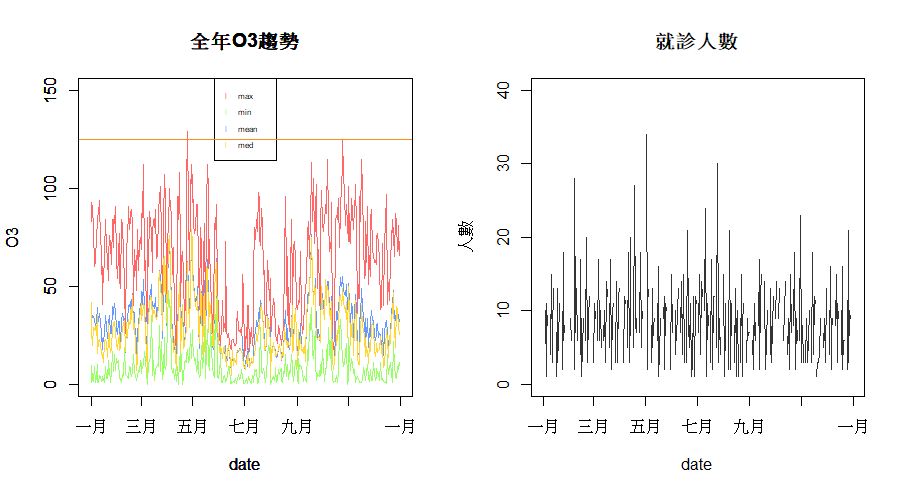 全年O3趨勢
150
100
50
0
O3
max
min
mean
med
一月
三月
五月
七月
九月
一月
date
就診人數
40
30
20
10
0
人數
一月
三月
五月
七月
九月
一月
date